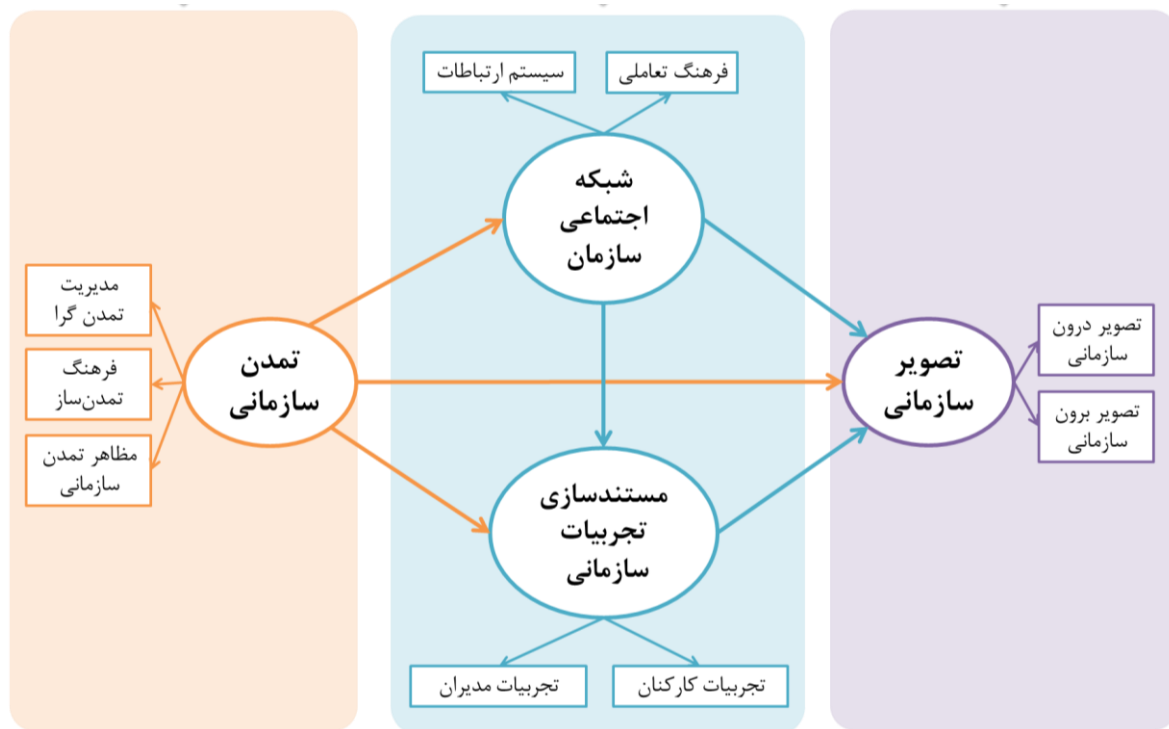 سیستم ارتباطات
فرهنگ تعاملی
شبکه
اجتماعی
سازمان
مدیریت
تمدن گرا
فرهنگ
تمدن‌ساز
مظاهر تمدن
سازمانی
تمدن
سازمانی
تصویر
سازمانی
تصویر درون
سازمانی
تصویر برون
سازمانی
مستندسازی
تجربیات
سازمانی
تجربیات مدیران
تجربیات کارکنان